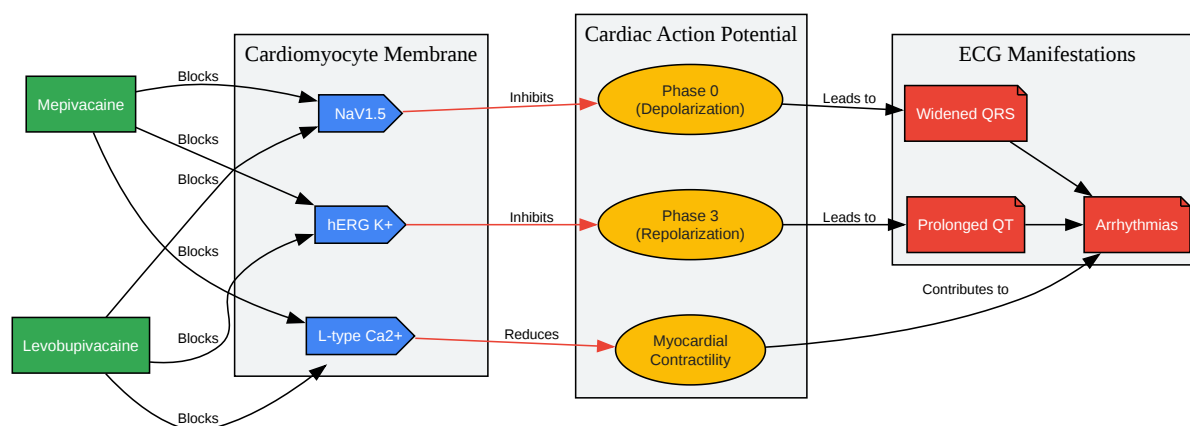 Cardiomyocyte Membrane
Cardiac Action Potential
ECG Manifestations
Mepivacaine
Levobupivacaine
Blocks
Blocks
Blocks
Blocks
Blocks
Blocks
NaV1.5
hERG K+
L-type Ca2+
Inhibits
Inhibits
Reduces
Phase 0
(Depolarization)
Phase 3
(Repolarization)
Myocardial
Contractility
Leads to
Leads to
Contributes to
Widened QRS
Prolonged QT
Arrhythmias